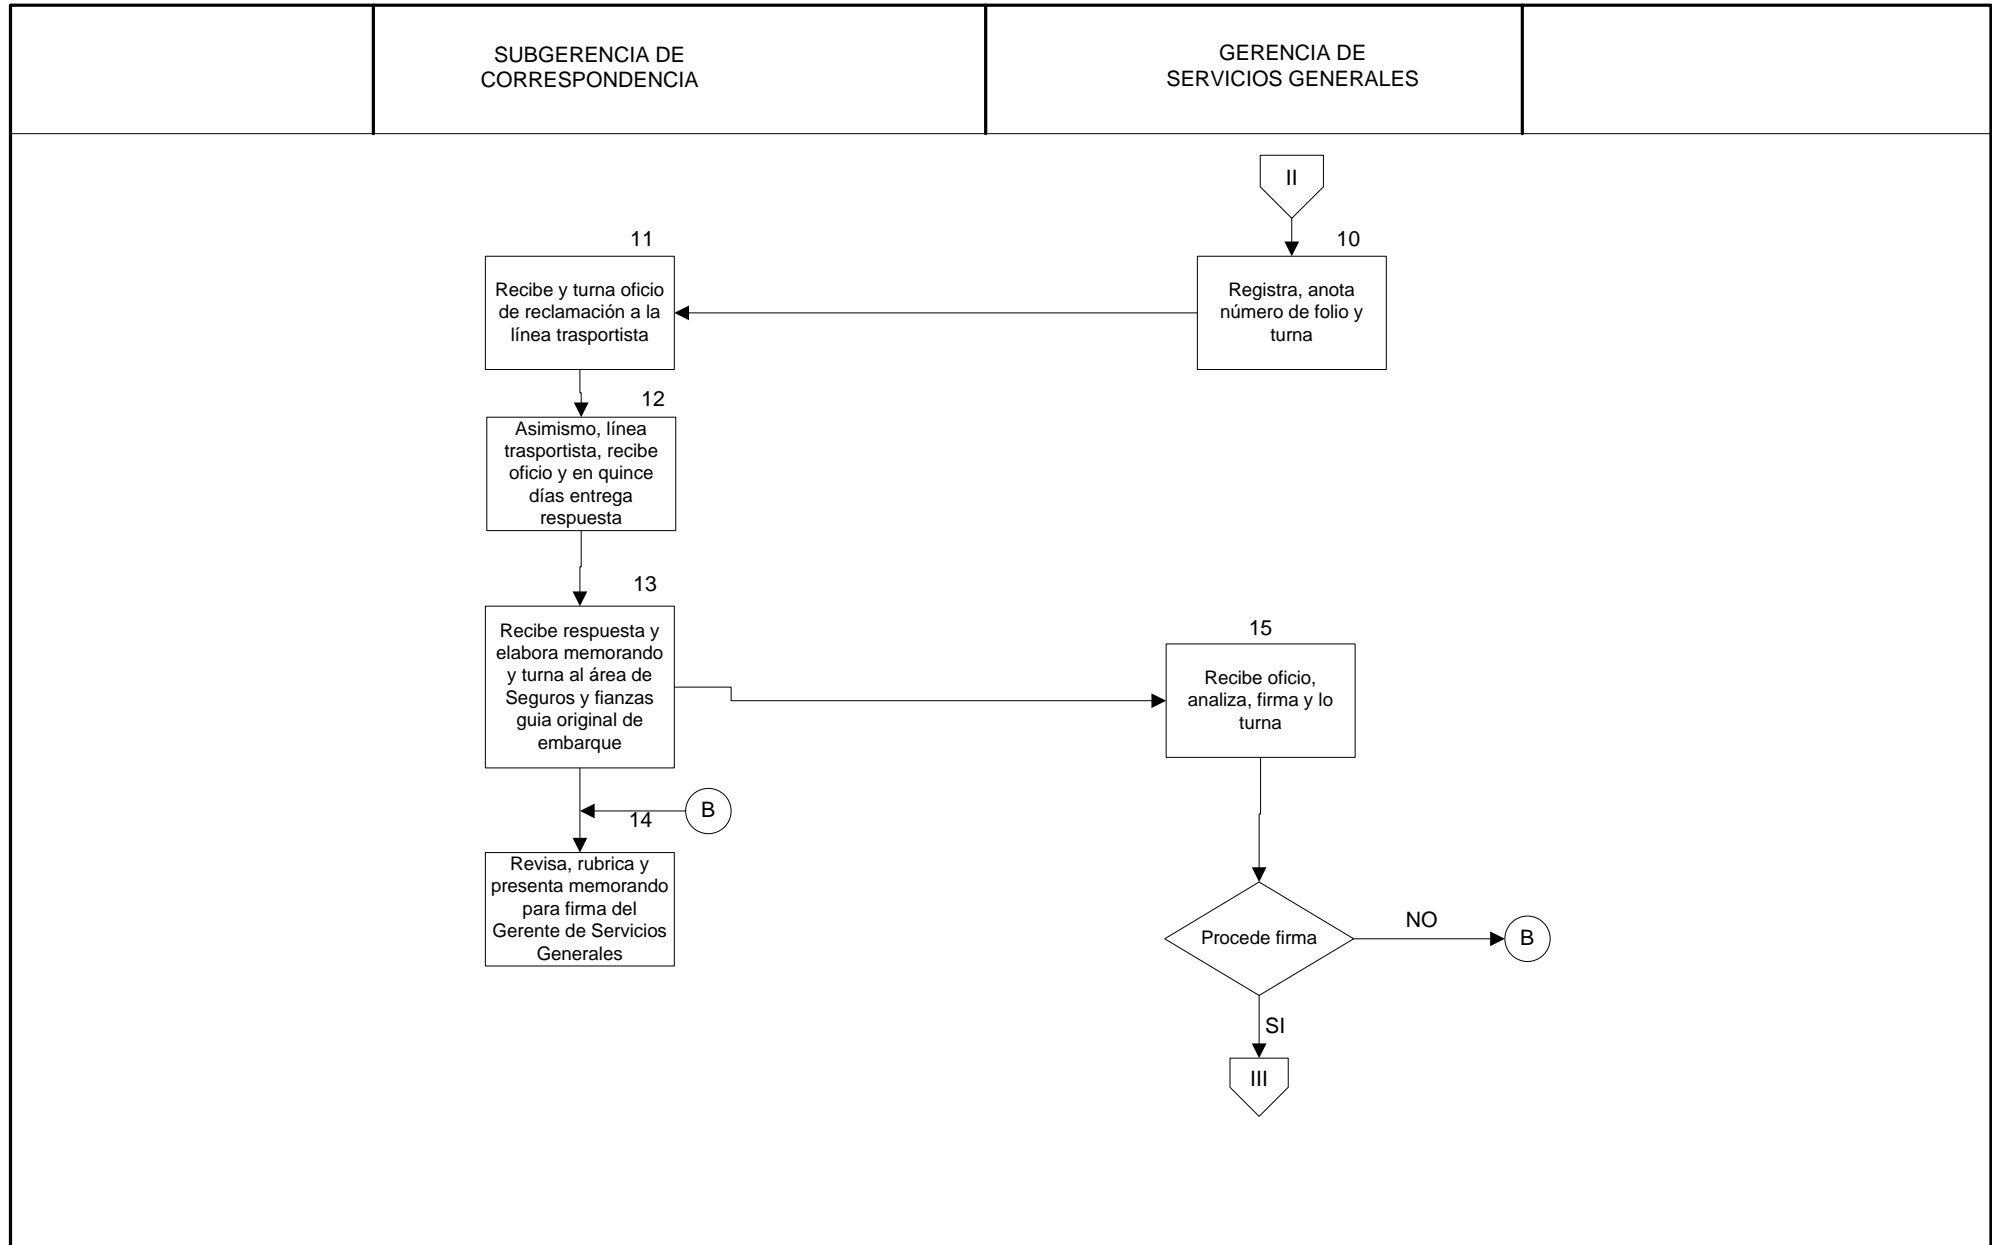 SUBGERENCIA DE
CORRESPONDENCIA
GERENCIA DE
SERVICIOS GENERALES
II
10
Registra, anota
número de folio y
turna
11
Recibe y turna oficio
de reclamación a la
línea trasportista
12
Asimismo, línea
trasportista, recibe
oficio y en quince
días entrega
respuesta
13
Recibe respuesta y
elabora memorando
y turna al área de
Seguros y fianzas
guia original de
embarque
B
14
Revisa, rubrica y
presenta memorando
para firma del
Gerente de Servicios
Generales
15
Recibe oficio,
analiza, firma y lo
turna
Procede firma
NO
B
SI
III